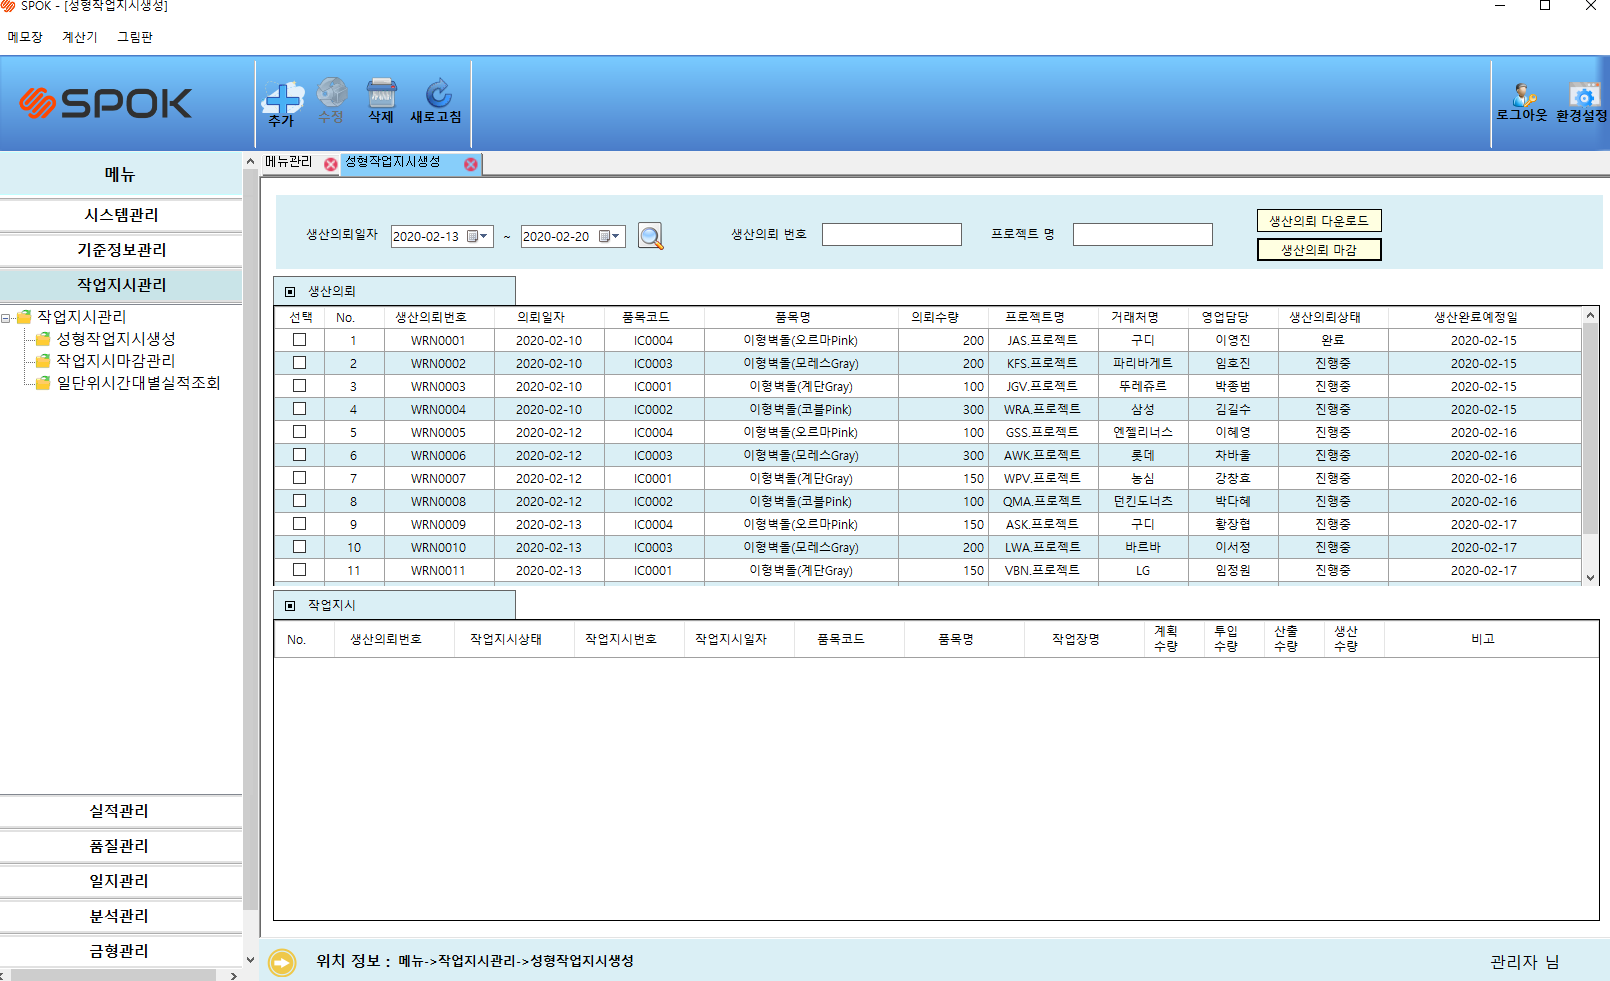 SPOK - [성형작업지시생성]
메모장 계산기 그림판
SPOK
추가 수정 삭제 새로고침 로그아웃 환경설정
메뉴관리 성형작업지시생성
메뉴
시스템관리
기준정보관리
작업지시관리
작업지시관리
성형작업지시생성
작업지시마감관리
일단위시간대별실적조회
실적관리
품질관리
일지관리
분석관리
금형관리
생산의뢰일자 2020-02-13 ~ 2020-02-20 생산의뢰 번호 프로젝트 명 생산의뢰 다운로드
생산의뢰 마감
생산의뢰
선택 No. 생산의뢰번호 의뢰일자 품목코드 품목명 의뢰수량 프로젝트명 거래처명 영업담당 생산의뢰상태 생산완료예정일
1 WRN0001 2020-02-10 IC0004 이형벽돌(오르마Pink) 200 JAS.프로젝트 구디 이영진 완료 2020-02-15
2 WRN0002 2020-02-10 IC0003 이형벽돌(모레스Gray) 200 KFS.프로젝트 파리바게트 임호진 진행중 2020-02-15
3 WRN0003 2020-02-10 IC0001 이형벽돌(계단Gray) 100 JGV.프로젝트 뚜레쥬르 박종범 진행중 2020-02-15
4 WRN0004 2020-02-10 IC0002 이형벽돌(코블Pink) 300 WRA.프로젝트 삼성 김길수 진행중 2020-02-15
5 WRN0005 2020-02-12 IC0004 이형벽돌(오르마Pink) 100 GSS.프로젝트 엔젤리너스 이혜영 진행중 2020-02-16
6 WRN0006 2020-02-12 IC0003 이형벽돌(모레스Gray) 300 AWK.프로젝트 롯데 차바울 진행중 2020-02-16
7 WRN0007 2020-02-12 IC0001 이형벽돌(계단Gray) 150 WPV.프로젝트 농심 강창효 진행중 2020-02-16
8 WRN0008 2020-02-12 IC0002 이형벽돌(코블Pink) 100 QMA.프로젝트 던킨도너츠 박다혜 진행중 2020-02-16
9 WRN0009 2020-02-13 IC0004 이형벽돌(오르마Pink) 150 ASK.프로젝트 구디 황장협 진행중 2020-02-17
10 WRN0010 2020-02-13 IC0003 이형벽돌(모레스Gray) 200 LWA.프로젝트 바르바 이서정 진행중 2020-02-17
11 WRN0011 2020-02-13 IC0001 이형벽돌(계단Gray) 150 VBN.프로젝트 LG 임정원 진행중 2020-02-17
작업지시
No. 생산의뢰번호 작업지시상태 작업지시번호 작업지시일자 품목코드 품목명 작업장명 계획 수량 투입 수량 산출 수량 생산 수량 비고
위치 정보 : 메뉴->작업지시관리->성형작업지시생성
관리자 님